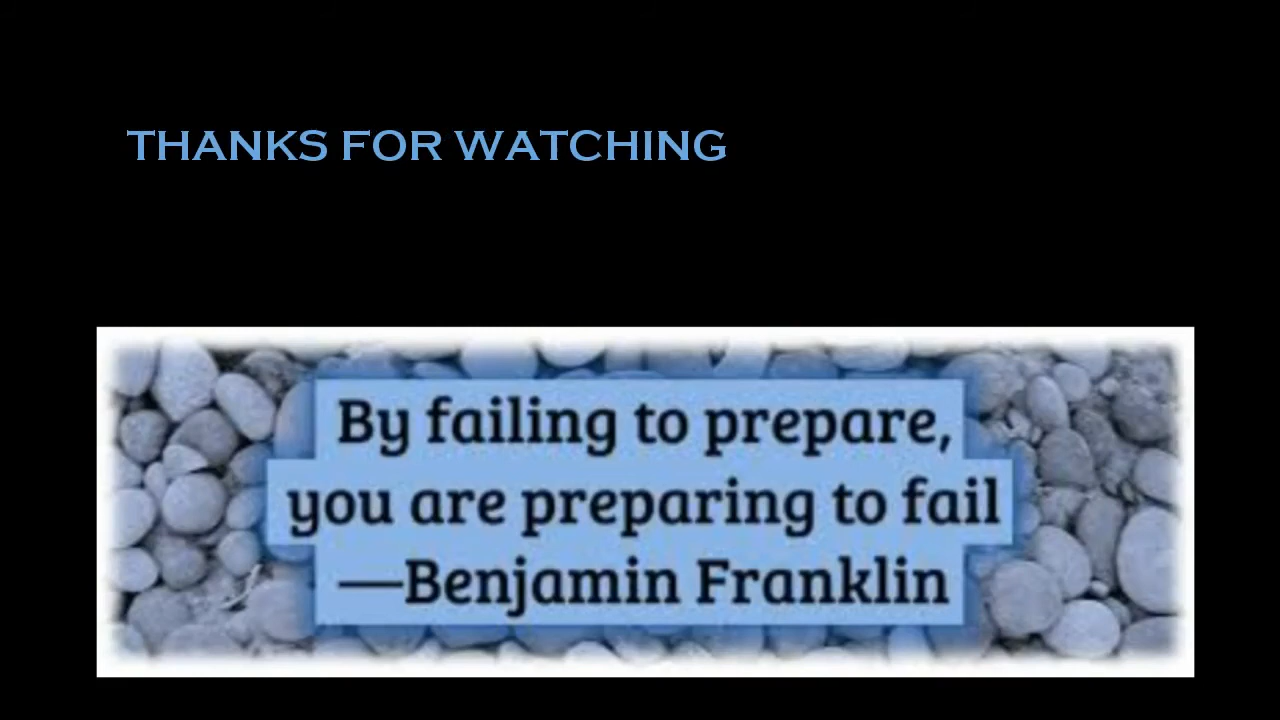 THANKS FOR WATCHING
By failing to prepare,
you are preparing to fail
—Benjamin Franklin